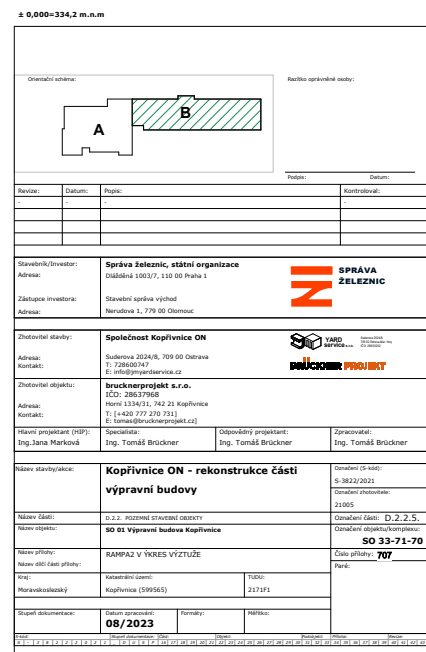 ± 0,000=334,2 m.n.m
Orientační schéma:
Razítko oprávněné osoby:
A
B
Podpis:
Datum:
Revize:
Datum:
Popis:
Kontroloval:
-
-
-
-
Stavebník/Investor:
Správa železnic, státní organizace
Adresa:
Dlážděná 1003/7, 110 00 Praha 1
SPRÁVA
ŽELEZNIC
Zástupce investora:
Stavební správa východ
Adresa:
Nerudova 1, 779 00 Olomouc
Zhotovitel stavby:
Společnost Kopřivnice ON
YARD
service s.r.o.
Adresa:
Suderova 2024/8, 709 00 Ostrava
Kontakt:
T: 728600747
E: info@jmyardservice.cz
BRÜCKNER PROJEKT
Zhotovitel objektu:
brucknerprojekt s.r.o.
IČO: 28637968
Adresa:
Horní 1334/31, 742 21 Kopřivnice
Kontakt:
T: [+420 777 270 731]
E: tomas@brucknerprojekt.cz]
Hlavní projektant (HIP):
Specialista:
Odpovědný projektant:
Zpracovatel:
Ing.Jana Marková
Ing. Tomáš Brückner
Ing. Tomáš Brückner
Ing. Tomáš Brückner
Název stavby/akce:
Kopřivnice ON - rekonstrukce části
výpravní budovy
Označení (S-kód):
S-3822/2021
Označení zhotovitele:
21005
Název části:
D.2.2. POZEMNÍ STAVEBNÍ OBJEKTY
Označení části: D.2.2.5.
Název objektu:
SO 01 Výpravní budova Kopřivnice
Označení objektu/komplexu:
SO 33-71-70
Název přílohy:
RAMPA2 V ÝKRES VÝZTUŽE
Číslo přílohy: 707
Název dílčí části přílohy:
Paré:
Kraj:
Katastrální území:
TUDU:
Moravskoslezský
Kopřivnice (599565)
2171F1
Stupeň dokumentace:
Datum zpracování:
Formáty:
Měřítko:
08/2023